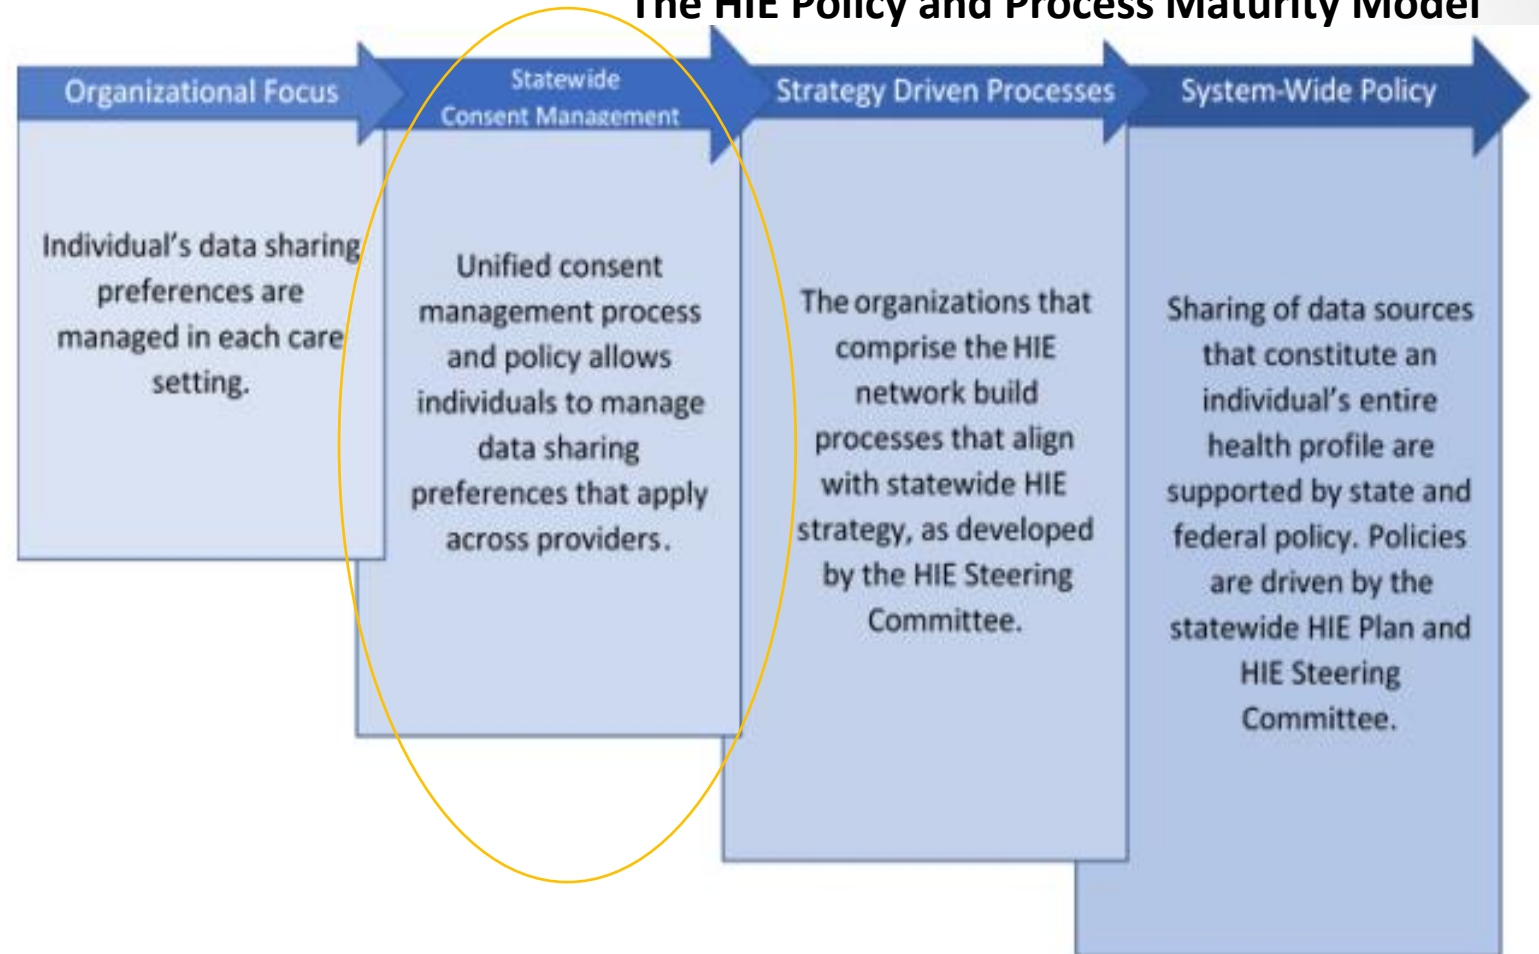 The HIE Policy and Process Maturity Model
Organizational Focus
Individual’s data sharing
preferences are
managed in each care
setting.
Statewide
Consent Management
Unified consent
management process
and policy allows
individuals to manage
data sharing
preferences that apply
across providers.
Strategy Driven Processes
The organizations that
comprise the HIE
network build
processes that align
with statewide HIE
strategy, as developed
by the HIE Steering
Committee.
System-Wide Policy
Sharing of data sources
that constitute an
individual’s entire
health profile are
supported by state and
federal policy. Policies
are driven by the
statewide HIE Plan and
HIE Steering
Committee.